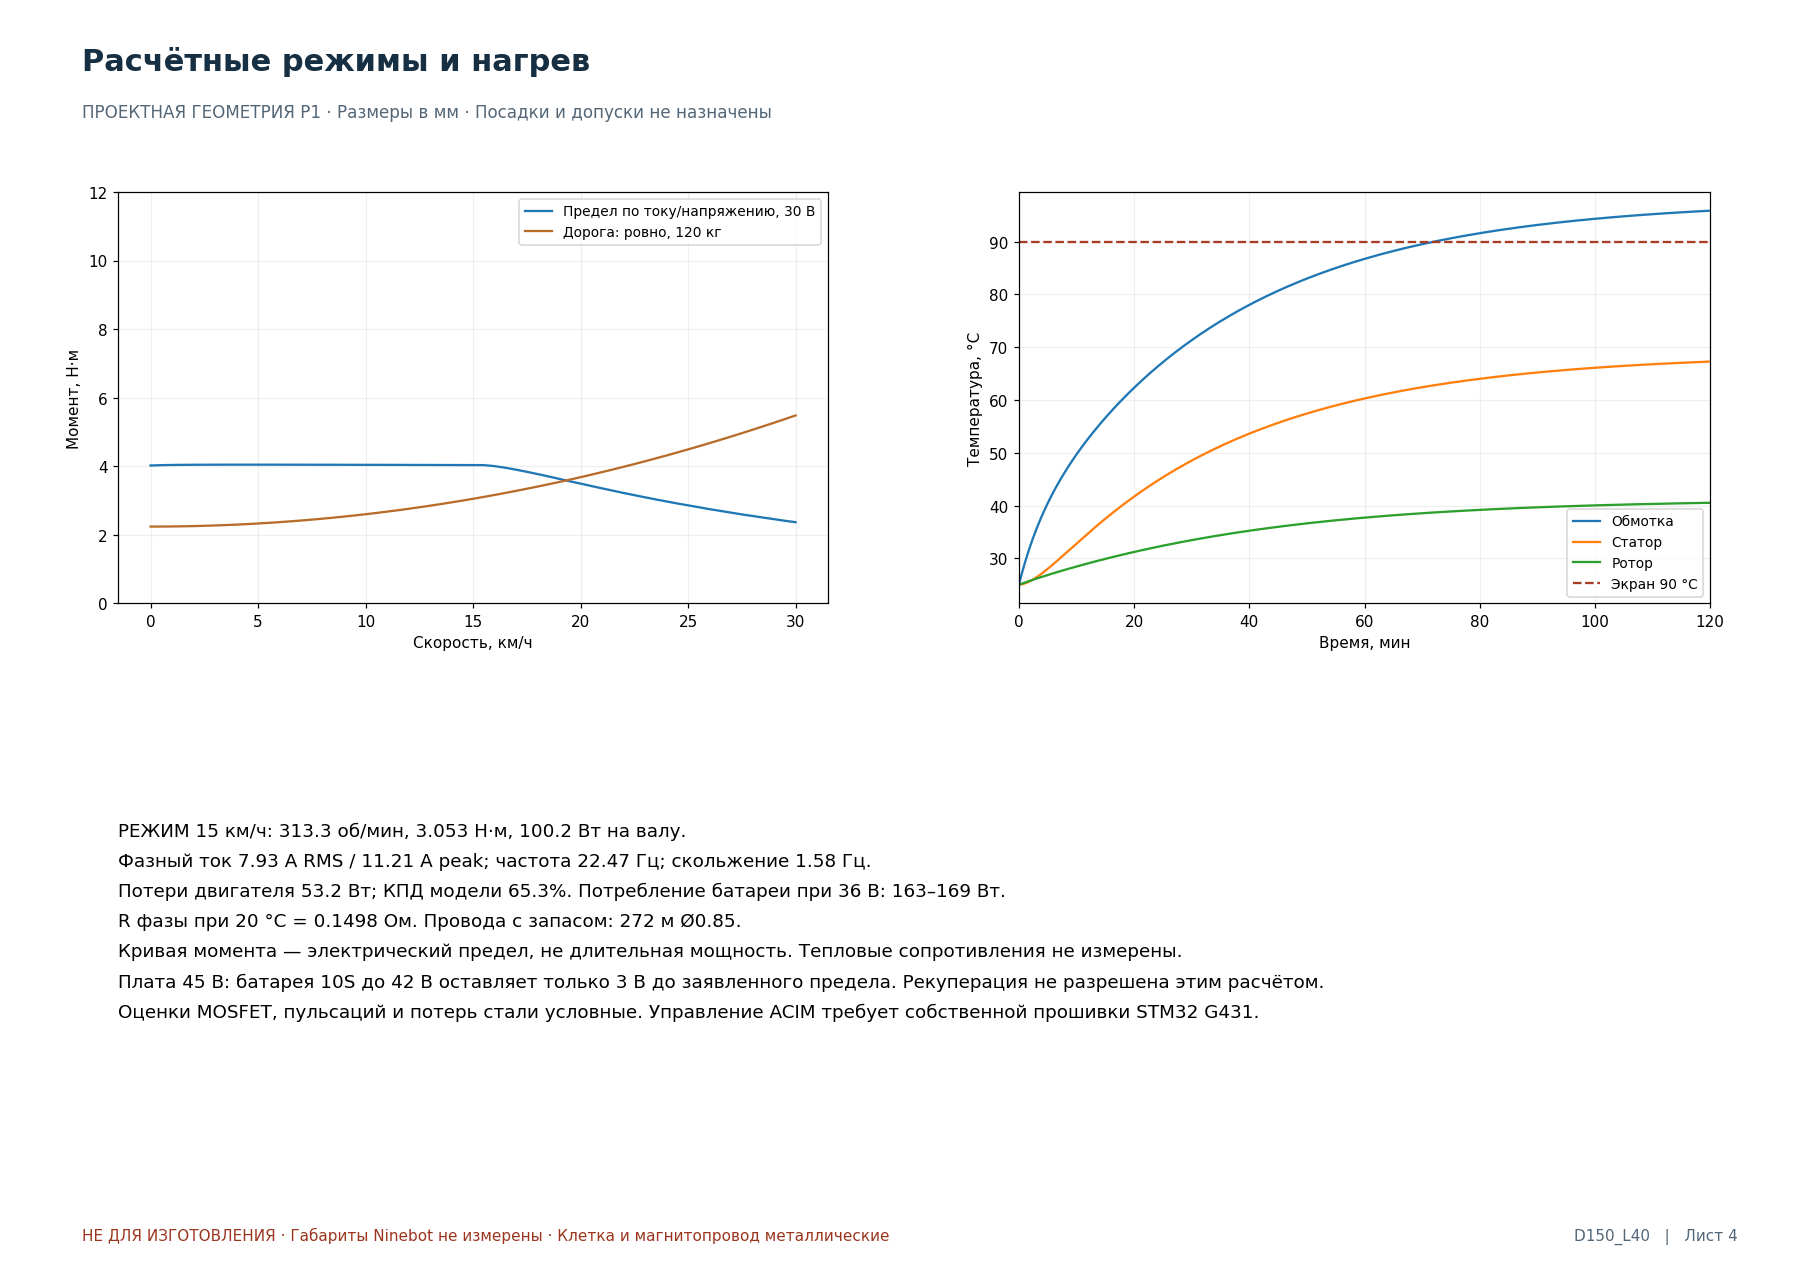 Расчётные режимы и нагрев
ПРОЕКТНАЯ ГЕОМЕТРИЯ P1 · Размеры в мм · Посадки и допуски не назначены
12
10
8
6
4
2
0
Момент, Н·м
Предел по току/напряжению, 30 В
Дорога: ровно, 120 кг
0 5 10 15 20 25 30
Скорость, км/ч
90
80
70
60
50
40
30
Температура, °C
Обмотка
Статор
Ротор
Экран 90 °C
0 20 40 60 80 100 120
Время, мин
РЕЖИМ 15 км/ч: 313.3 об/мин, 3.053 Н·м, 100.2 Вт на валу.
Фазный ток 7.93 A RMS / 11.21 A peak; частота 22.47 Гц; скольжение 1.58 Гц.
Потери двигателя 53.2 Вт; КПД модели 65.3%. Потребление батареи при 36 В: 163–169 Вт.
R фазы при 20 °C = 0.1498 Ом. Провода с запасом: 272 м Ø0.85.
Кривая момента — электрический предел, не длительная мощность. Тепловые сопротивления не измерены.
Плата 45 В: батарея 10S до 42 В оставляет только 3 В до заявленного предела. Рекуперация не разрешена этим расчётом.
Оценки MOSFET, пульсаций и потерь стали условные. Управление ACIM требует собственной прошивки STM32 G431.
НЕ ДЛЯ ИЗГОТОВЛЕНИЯ · Габариты Ninebot не измерены · Клетка и магнитопровод металлические
D150_L40 | Лист 4